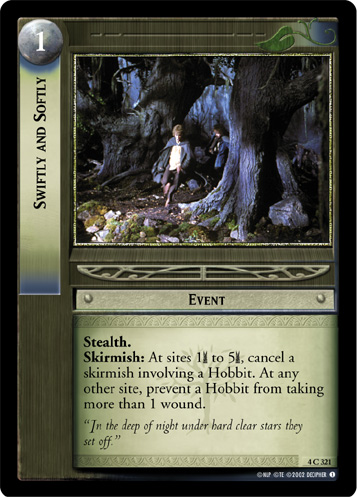 1
SWIFTLY AND SOFTLY
EVENT
Stealth.
Skirmish: At sites 1 to 5, cancel a
skirmish involving a Hobbit. At any
other site, prevent a Hobbit from taking
more than 1 wound.
"In the deep of night under hard clear stars they
set off."
4 C 321
©NLP ™©TE ©2002 DECIPHER 1